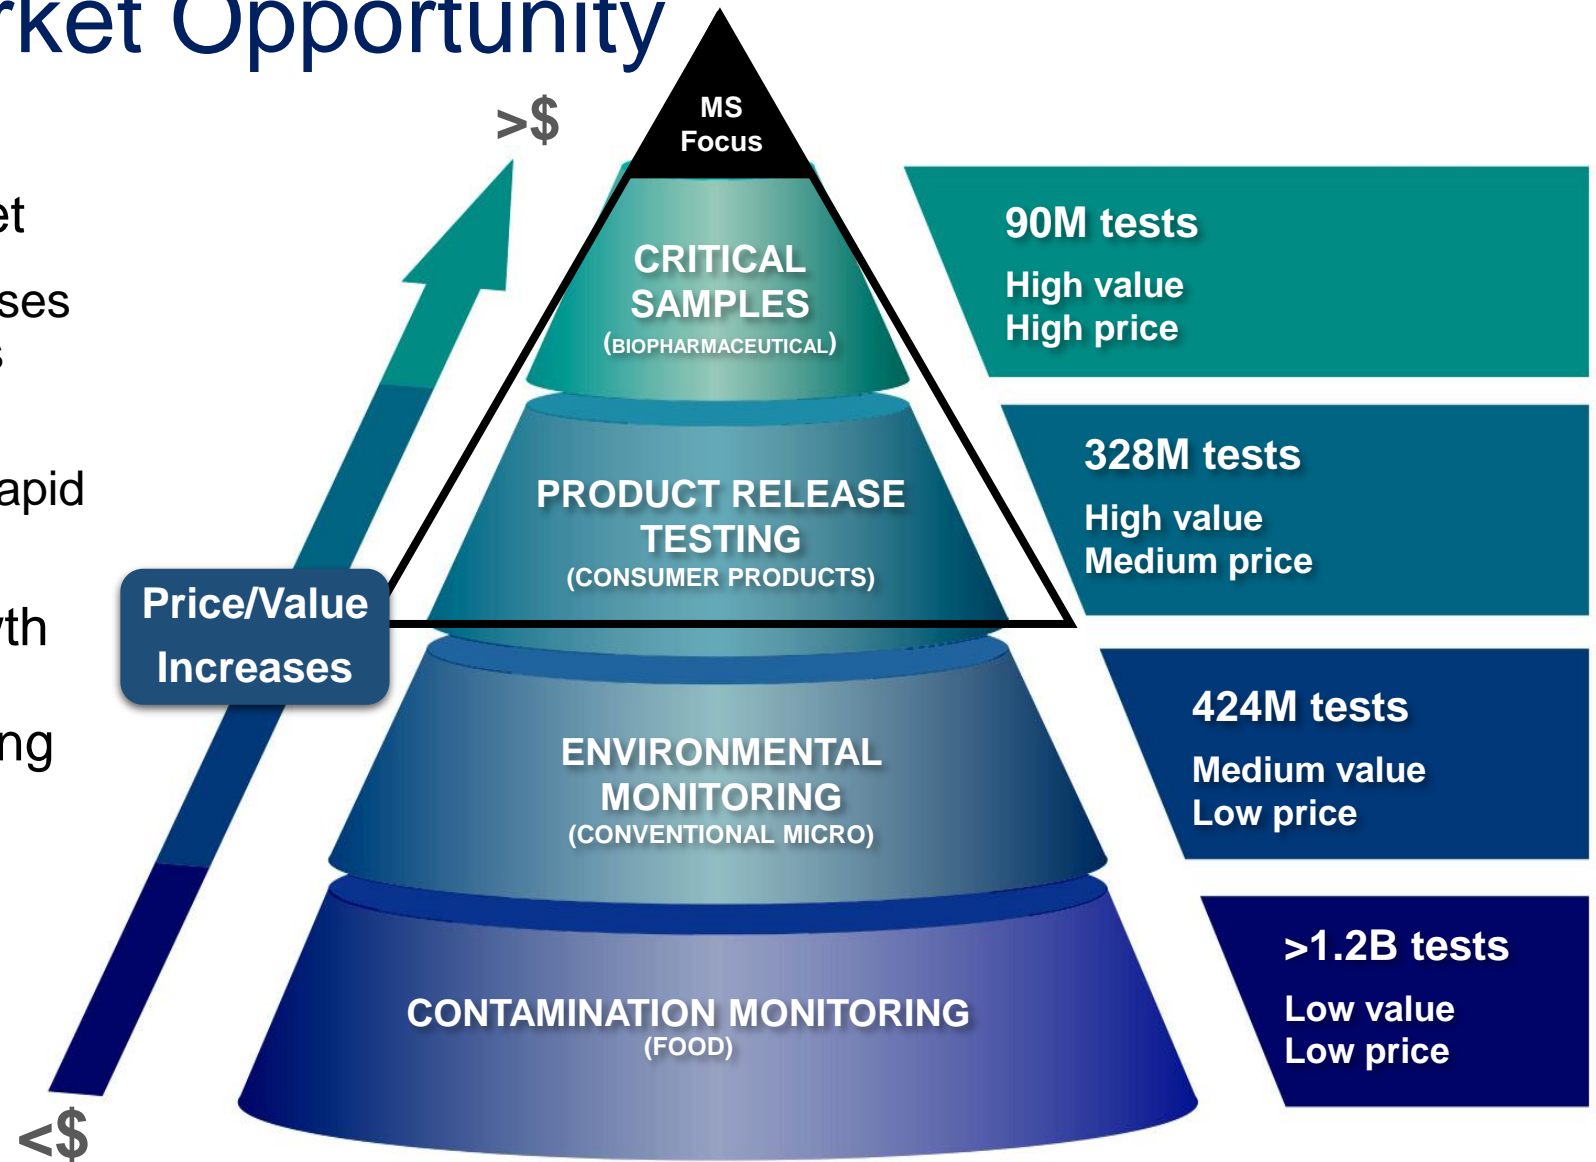 rket Opportunity
>$
MS
Focus
et
ses
s
apid
th
ng
Price/Value
Increases
<$
CRITICAL
SAMPLES
(BIOPHARMACEUTICAL)
90M tests
High value
High price
PRODUCT RELEASE
TESTING
(CONSUMER PRODUCTS)
328M tests
High value
Medium price
ENVIRONMENTAL
MONITORING
(CONVENTIONAL MICRO)
424M tests
Medium value
Low price
CONTAMINATION MONITORING
(FOOD)
>1.2B tests
Low value
Low price